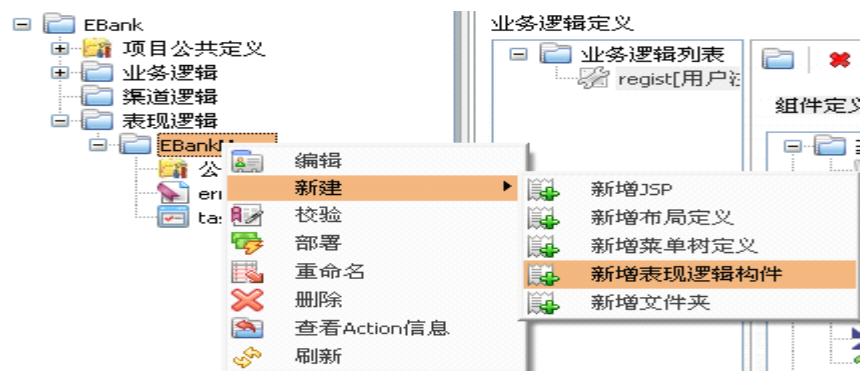 EBank
项目公共定义
业务逻辑
渠道逻辑
表现逻辑
公
编辑
新建
校验
部署
重命名
删除
查看Action信息
刷新
新增JSP
新增布局定义
新增菜单树定义
新增表现逻辑构件
新增文件夹
业务逻辑定义
业务逻辑列表
regist[用户注
组件定义